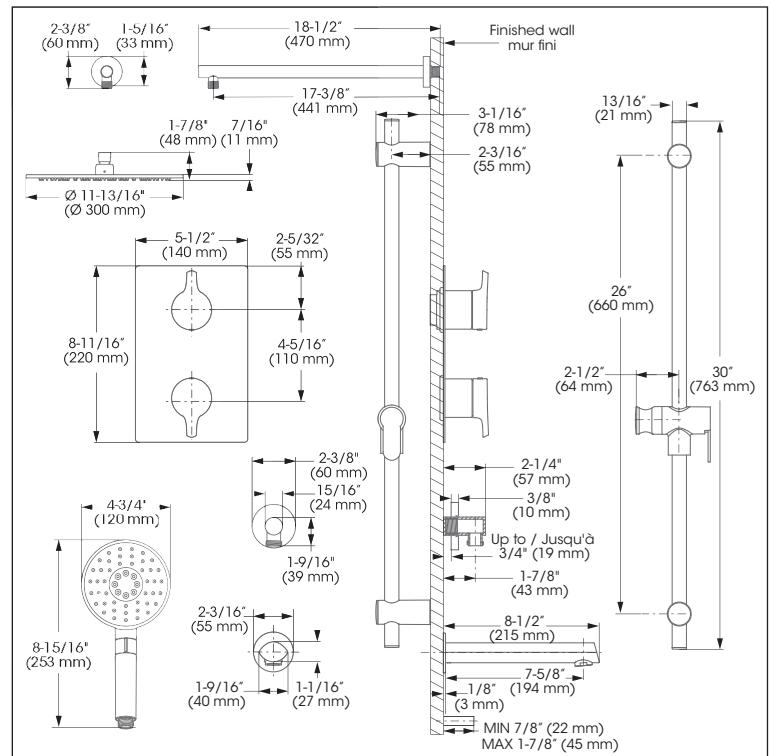 2-3/8"
(60 mm)
1-5/16"
(33 mm)
18-1/2"
(470 mm)
Finished wall
mur fini
17-3/8"
(441 mm)
1-7/8"
(48 mm)
7/16"
(11 mm)
Ø 11-13/16"
(Ø 300 mm)
3-1/16"
(78 mm)
2-3/16"
(55 mm)
13/16"
(21 mm)
5-1/2"
(140 mm)
2-5/32"
(55 mm)
8-11/16"
(220 mm)
4-5/16"
(110 mm)
26"
(660 mm)
2-1/2"
(64 mm)
30"
(763 mm)
2-3/8"
(60 mm)
15/16"
(24 mm)
1-9/16"
(39 mm)
2-1/4"
(57 mm)
3/8"
(10 mm)
Up to / Jusqu'à
3/4" (19 mm)
1-7/8"
(43 mm)
4-3/4"
(120 mm)
8-15/16"
(253 mm)
2-3/16"
(55 mm)
1-9/16"
(40 mm)
1-1/16"
(27 mm)
8-1/2"
(215 mm)
7-5/8"
(194 mm)
1/8"
(3 mm)
MIN 7/8" (22 mm)
MAX 1-7/8" (45 mm)